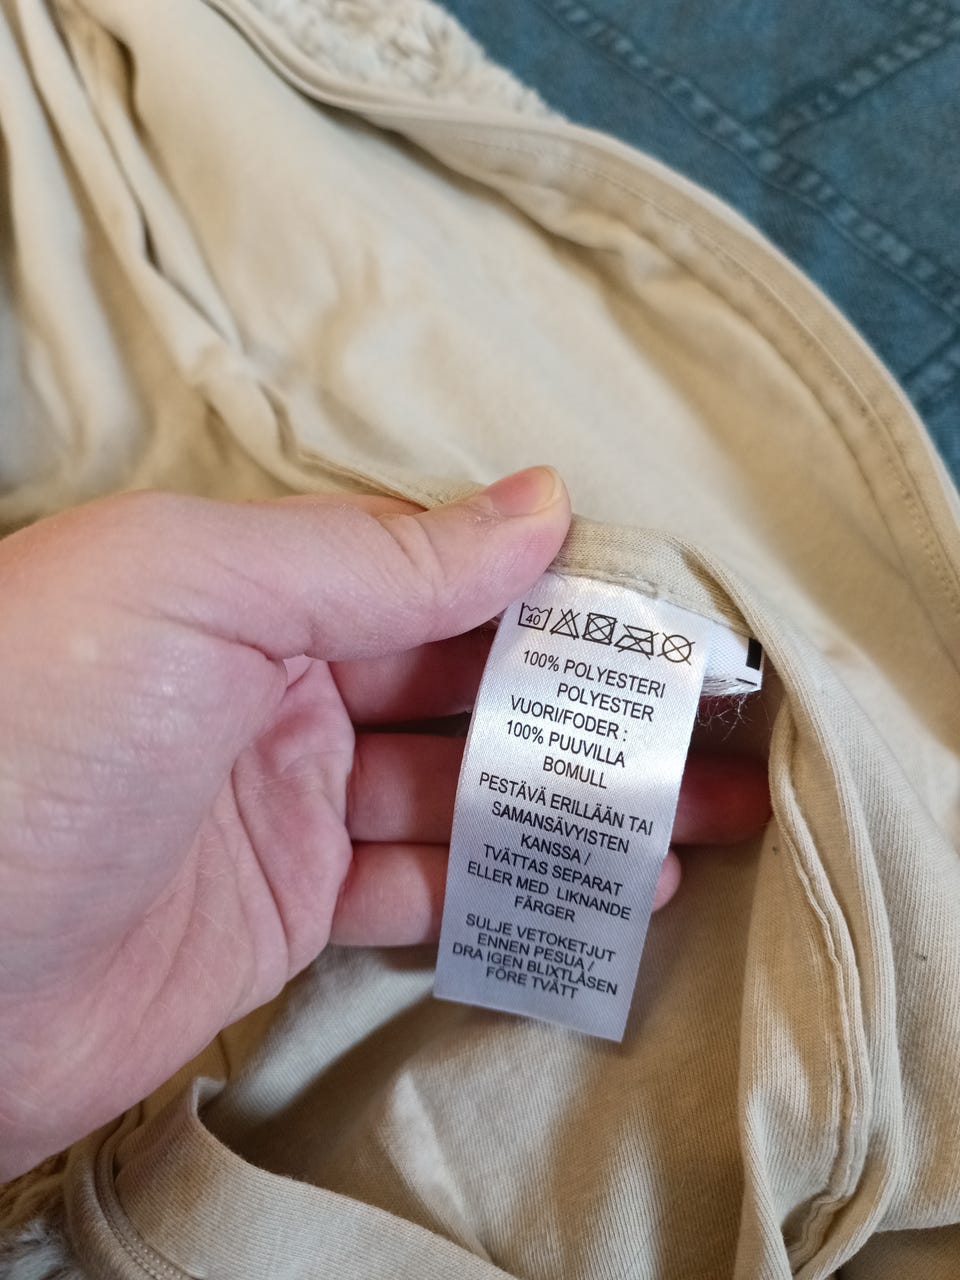 40
100% POLYESTERI
POLYESTER
VUORI/FODER :
100% PUUVILLA
BOMULL
PESTÄVÄ ERILLÄÄN TAI
SAMANSÄVYISTEN
KANSSA /
TVÄTTAS SEPARAT
ELLER MED LIKNANDE
FÄRGER
SULJE VETOKETJUT
ENNEN PESUA /
DRA IGEN BLIXTLÅSEN
FÖRE TVÄTT